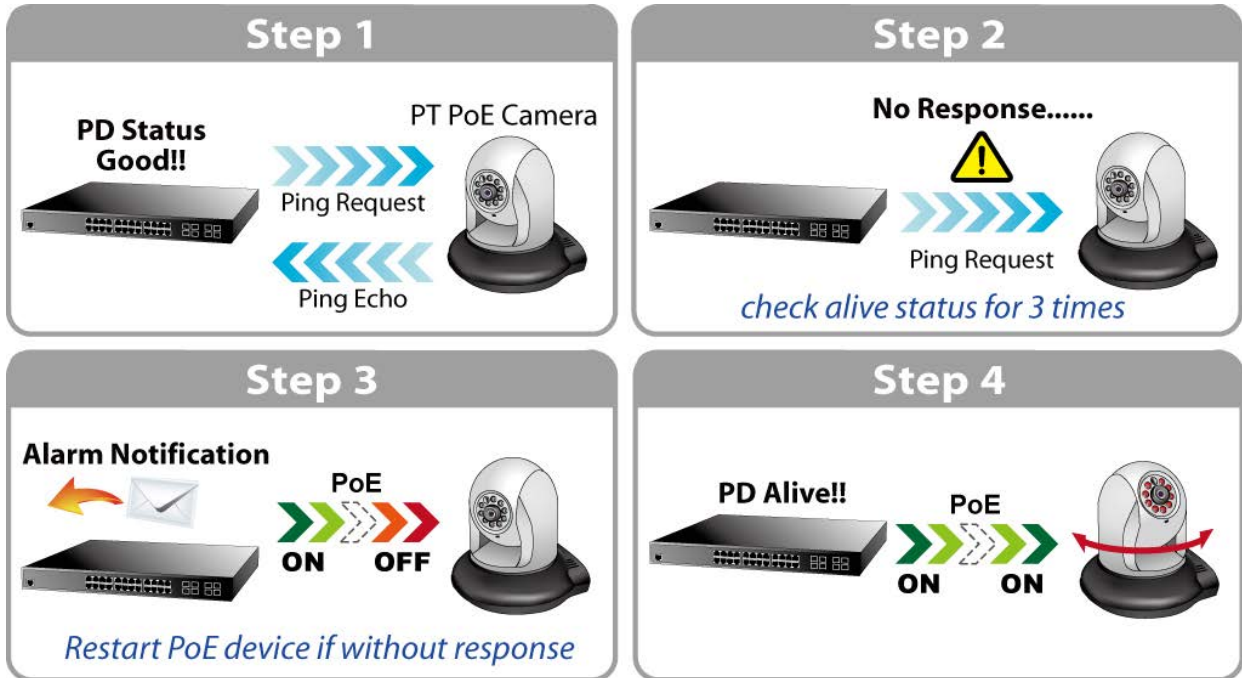 Step 1
PD Status
Good!!
PT PoE Camera
Ping Request
Ping Echo
Step 2
No Response......
Ping Request
check alive status for 3 times
Step 3
Alarm Notification
PoE
ON
OFF
Restart PoE device if without response
Step 4
PD Alive!!
PoE
ON
ON